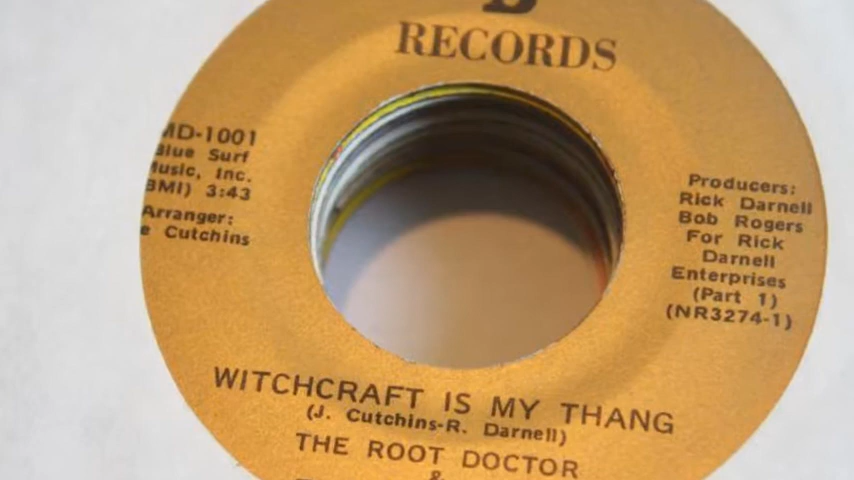 RECORDS
MD-1001
Blue Surf
Music, Inc.
BMI) 3:43
Arranger:
e Cutchins
Producers:
Rick Darnell
Bob Rogers
For Rick
Darnell
Enterprises
(Part 1)
(NR3274-1)
WITCHCRAFT IS MY THANG
(J. Cutchins-R. Darnell)
THE ROOT DOCTOR
&